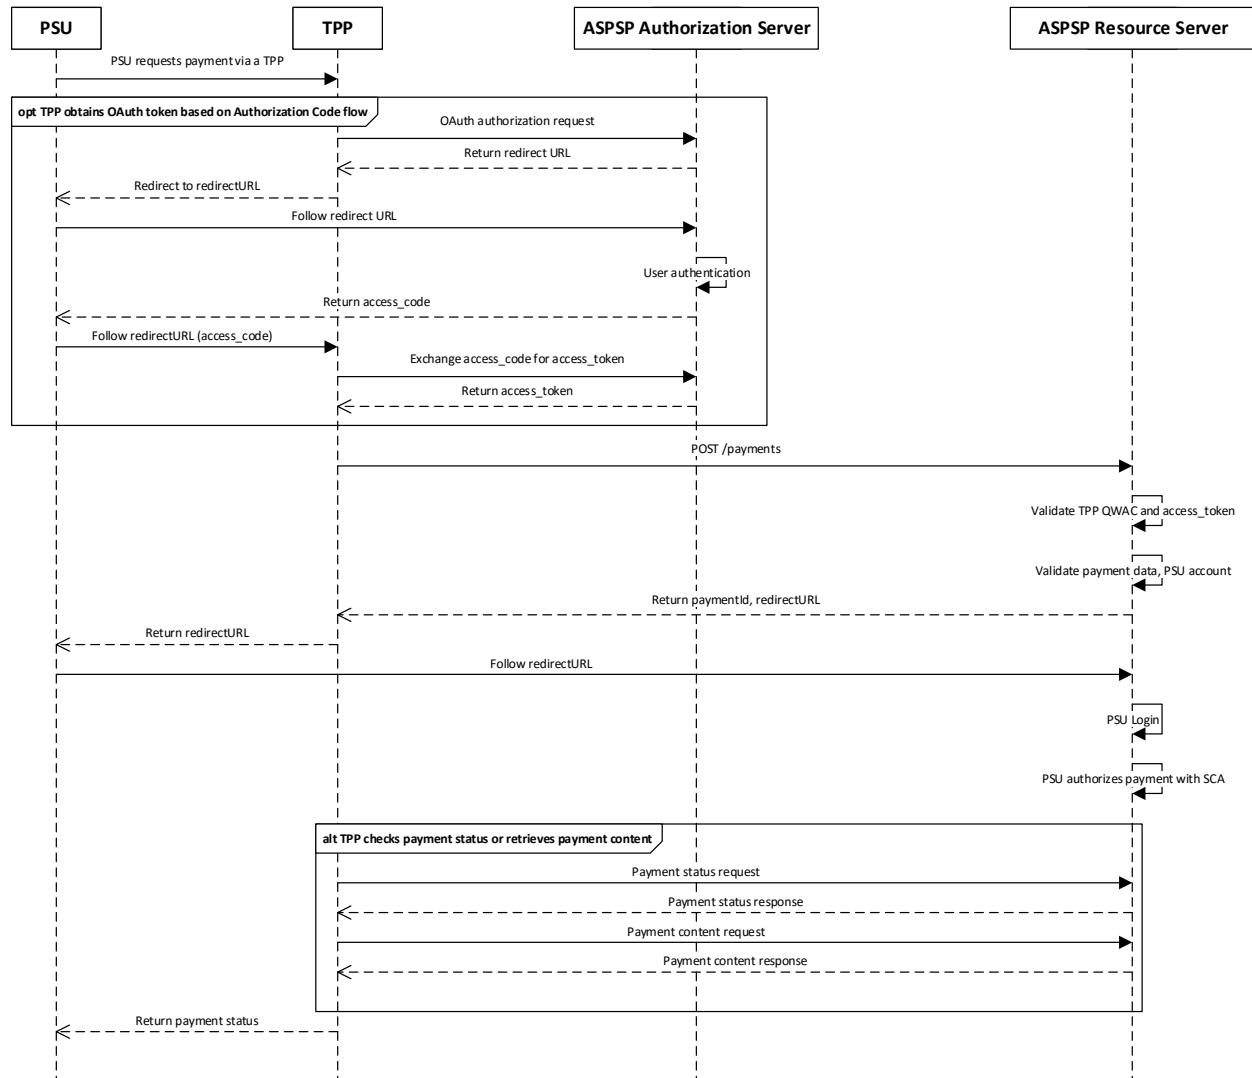 PSU
TPP
ASPSP Authorization Server
ASPSP Resource Server
PSU requests payment via a TPP
opt TPP obtains OAuth token based on Authorization Code flow
OAuth authorization request
Return redirect URL
Redirect to redirectURL
Follow redirect URL
User authentication
Return access_code
Follow redirectURL (access_code)
Exchange access_code for access_token
Return access_token
POST /payments
Validate TPP QWAC and access_token
Validate payment data, PSU account
Return paymentId, redirectURL
Return redirectURL
Follow redirectURL
PSU Login
PSU authorizes payment with SCA
alt TPP checks payment status or retrieves payment content
Payment status request
Payment status response
Payment content request
Payment content response
Return payment status